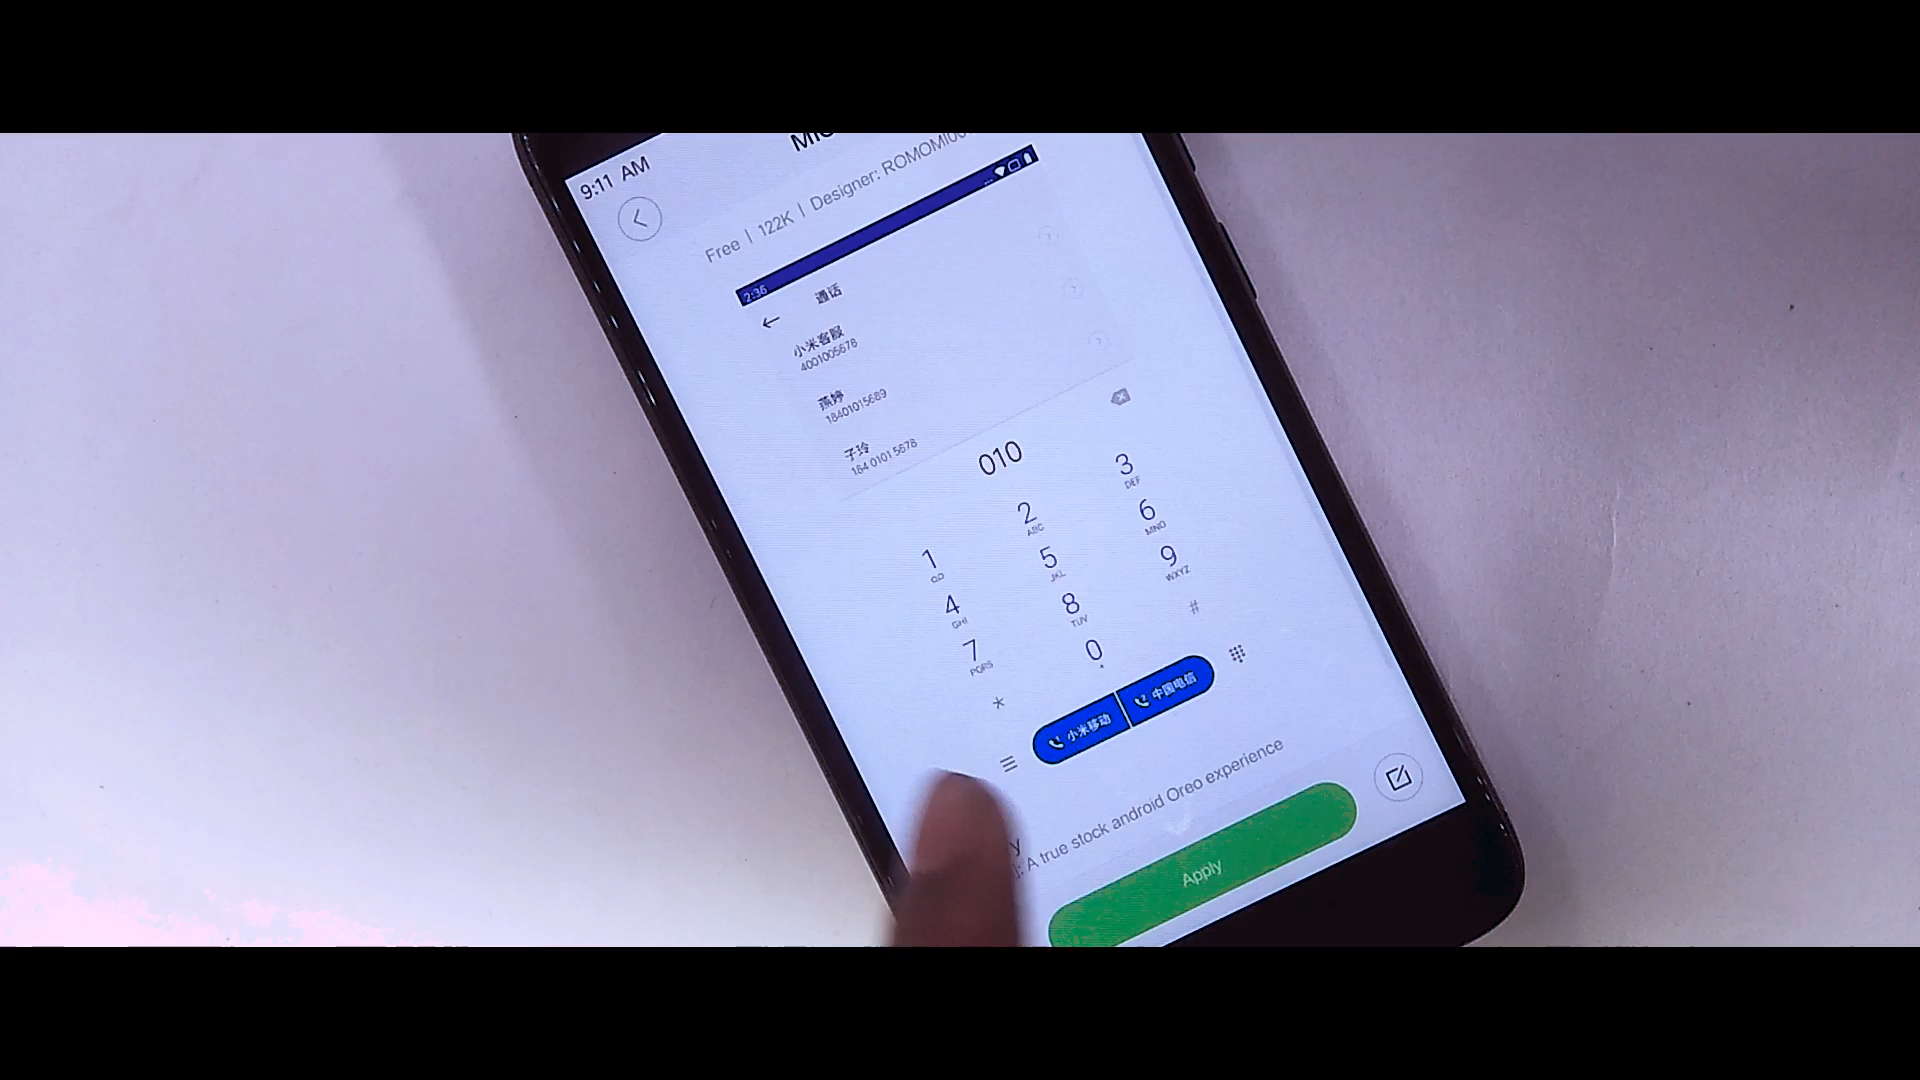 9:11 AM
Free | 122K | Designer:
2:36
通话
小米客服
4001005678
燕婷
18401015689
子玲
184 0101 5678
010
1
2
ABC
3
DEF
4
GHI
5
JKL
6
MNO
7
PQRS
8
TUV
9
WXYZ
*
0
#
小米移动
中国电信
A true stock android Oreo experience
Apply